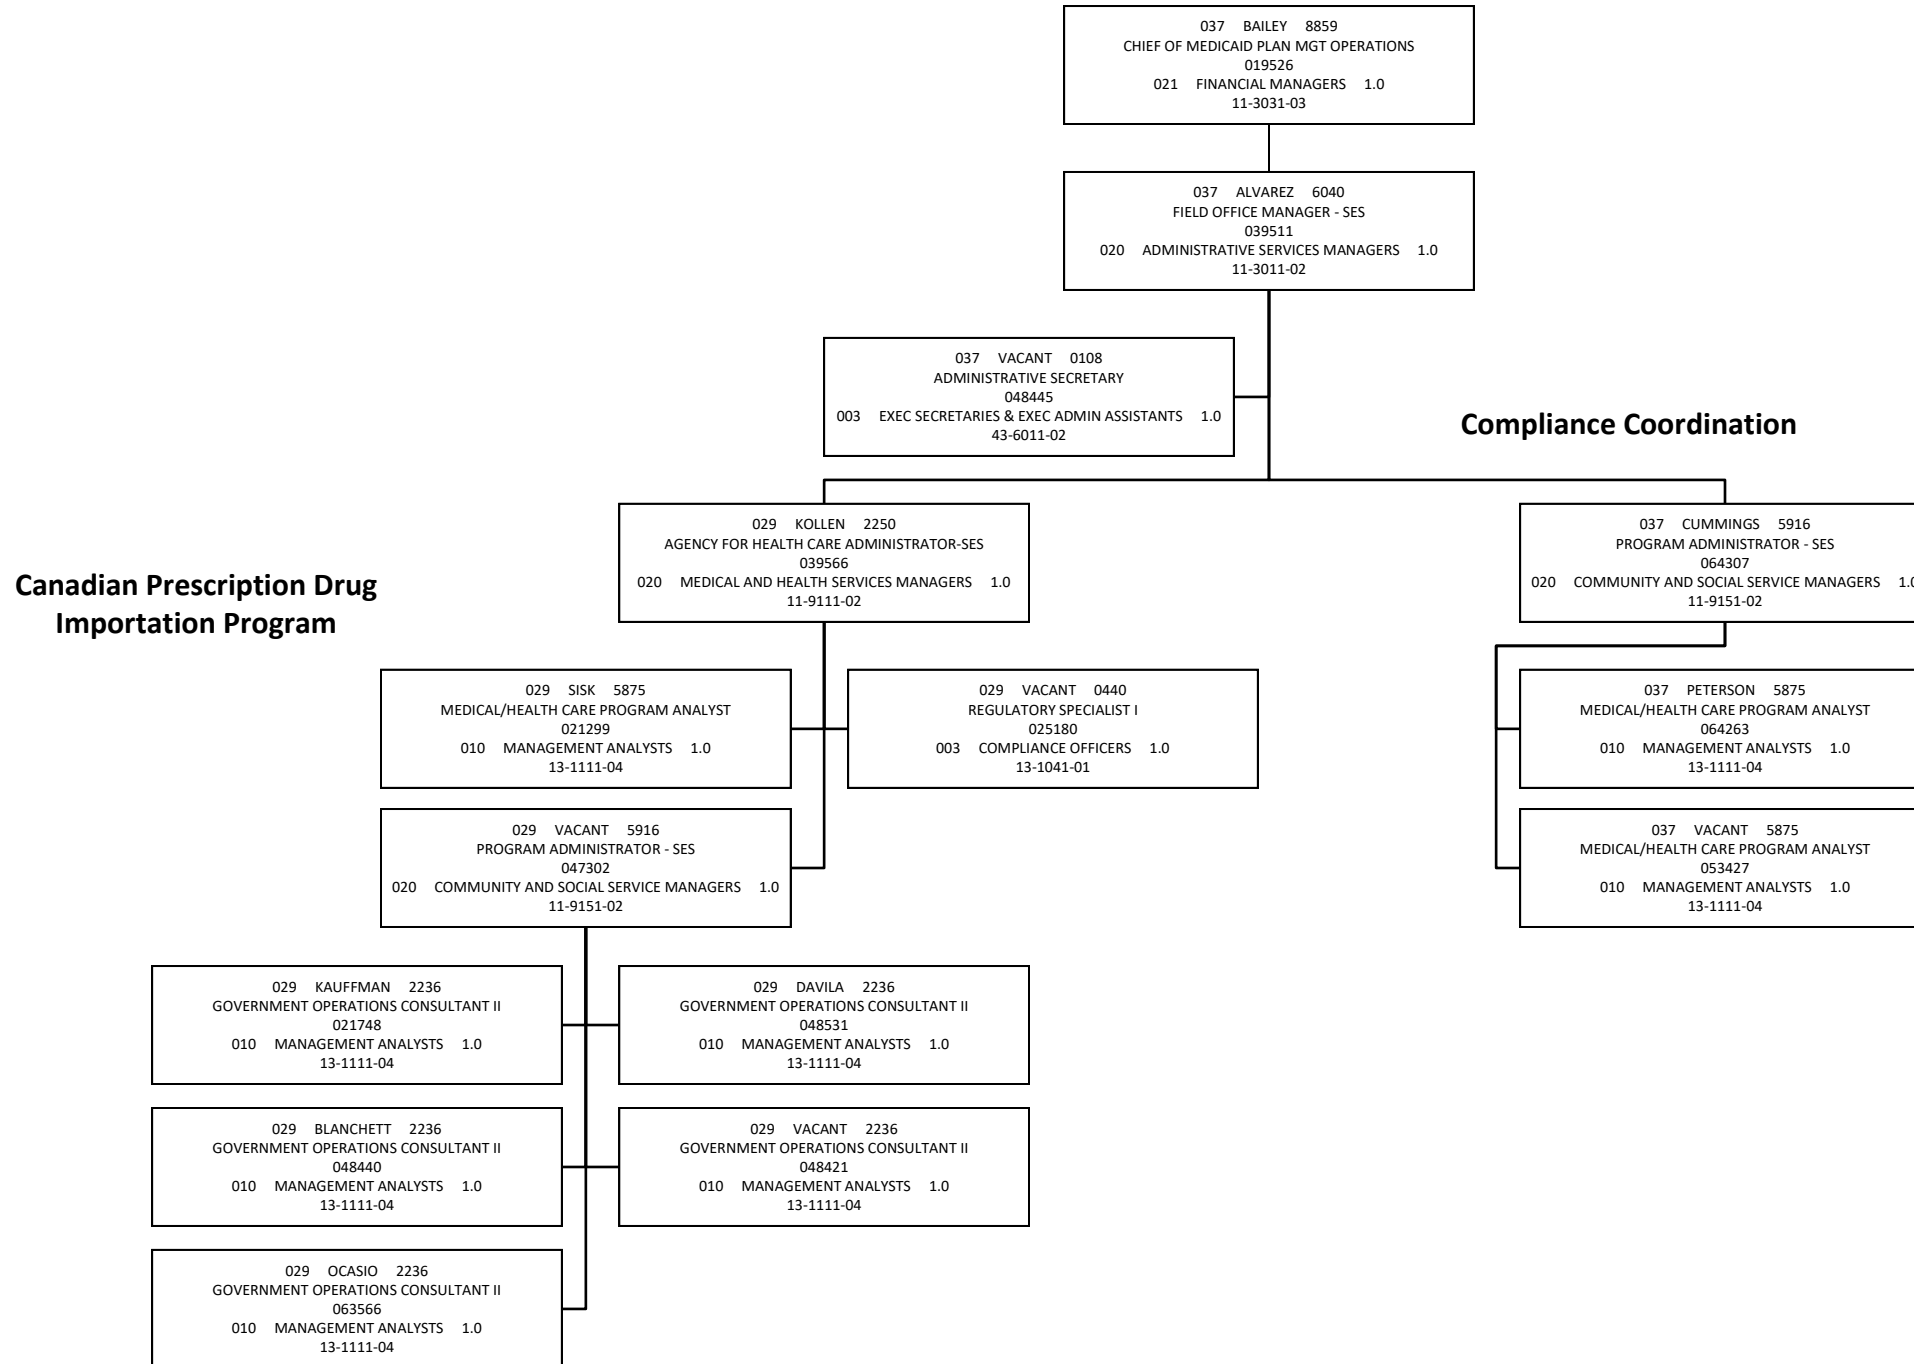 037 BAILEY 8859
CHIEF OF MEDICAID PLAN MGT OPERATIONS
019526
021 FINANCIAL MANAGERS 1.0
11-3031-03
037 ALVAREZ 6040
FIELD OFFICE MANAGER - SES
039511
020 ADMINISTRATIVE SERVICES MANAGERS 1.0
11-3011-02
037 VACANT 0108
ADMINISTRATIVE SECRETARY
048445
003 EXEC SECRETARIES & EXEC ADMIN ASSISTANTS 1.0
43-6011-02
Compliance Coordination
Canadian Prescription Drug
Importation Program
029 KOLLEN 2250
AGENCY FOR HEALTH CARE ADMINISTRATOR-SES
039566
020 MEDICAL AND HEALTH SERVICES MANAGERS 1.0
11-9111-02
037 CUMMINGS 5916
PROGRAM ADMINISTRATOR - SES
064307
020 COMMUNITY AND SOCIAL SERVICE MANAGERS 1.0
11-9151-02
029 SISK 5875
MEDICAL/HEALTH CARE PROGRAM ANALYST
021299
010 MANAGEMENT ANALYSTS 1.0
13-1111-04
029 VACANT 0440
REGULATORY SPECIALIST I
025180
003 COMPLIANCE OFFICERS 1.0
13-1041-01
037 PETERSON 5875
MEDICAL/HEALTH CARE PROGRAM ANALYST
064263
010 MANAGEMENT ANALYSTS 1.0
13-1111-04
029 VACANT 5916
PROGRAM ADMINISTRATOR - SES
047302
020 COMMUNITY AND SOCIAL SERVICE MANAGERS 1.0
11-9151-02
037 VACANT 5875
MEDICAL/HEALTH CARE PROGRAM ANALYST
053427
010 MANAGEMENT ANALYSTS 1.0
13-1111-04
029 KAUFFMAN 2236
GOVERNMENT OPERATIONS CONSULTANT II
021748
010 MANAGEMENT ANALYSTS 1.0
13-1111-04
029 DAVILA 2236
GOVERNMENT OPERATIONS CONSULTANT II
048531
010 MANAGEMENT ANALYSTS 1.0
13-1111-04
029 BLANCHETT 2236
GOVERNMENT OPERATIONS CONSULTANT II
048440
010 MANAGEMENT ANALYSTS 1.0
13-1111-04
029 VACANT 2236
GOVERNMENT OPERATIONS CONSULTANT II
048421
010 MANAGEMENT ANALYSTS 1.0
13-1111-04
029 OCASIO 2236
GOVERNMENT OPERATIONS CONSULTANT II
063566
010 MANAGEMENT ANALYSTS 1.0
13-1111-04